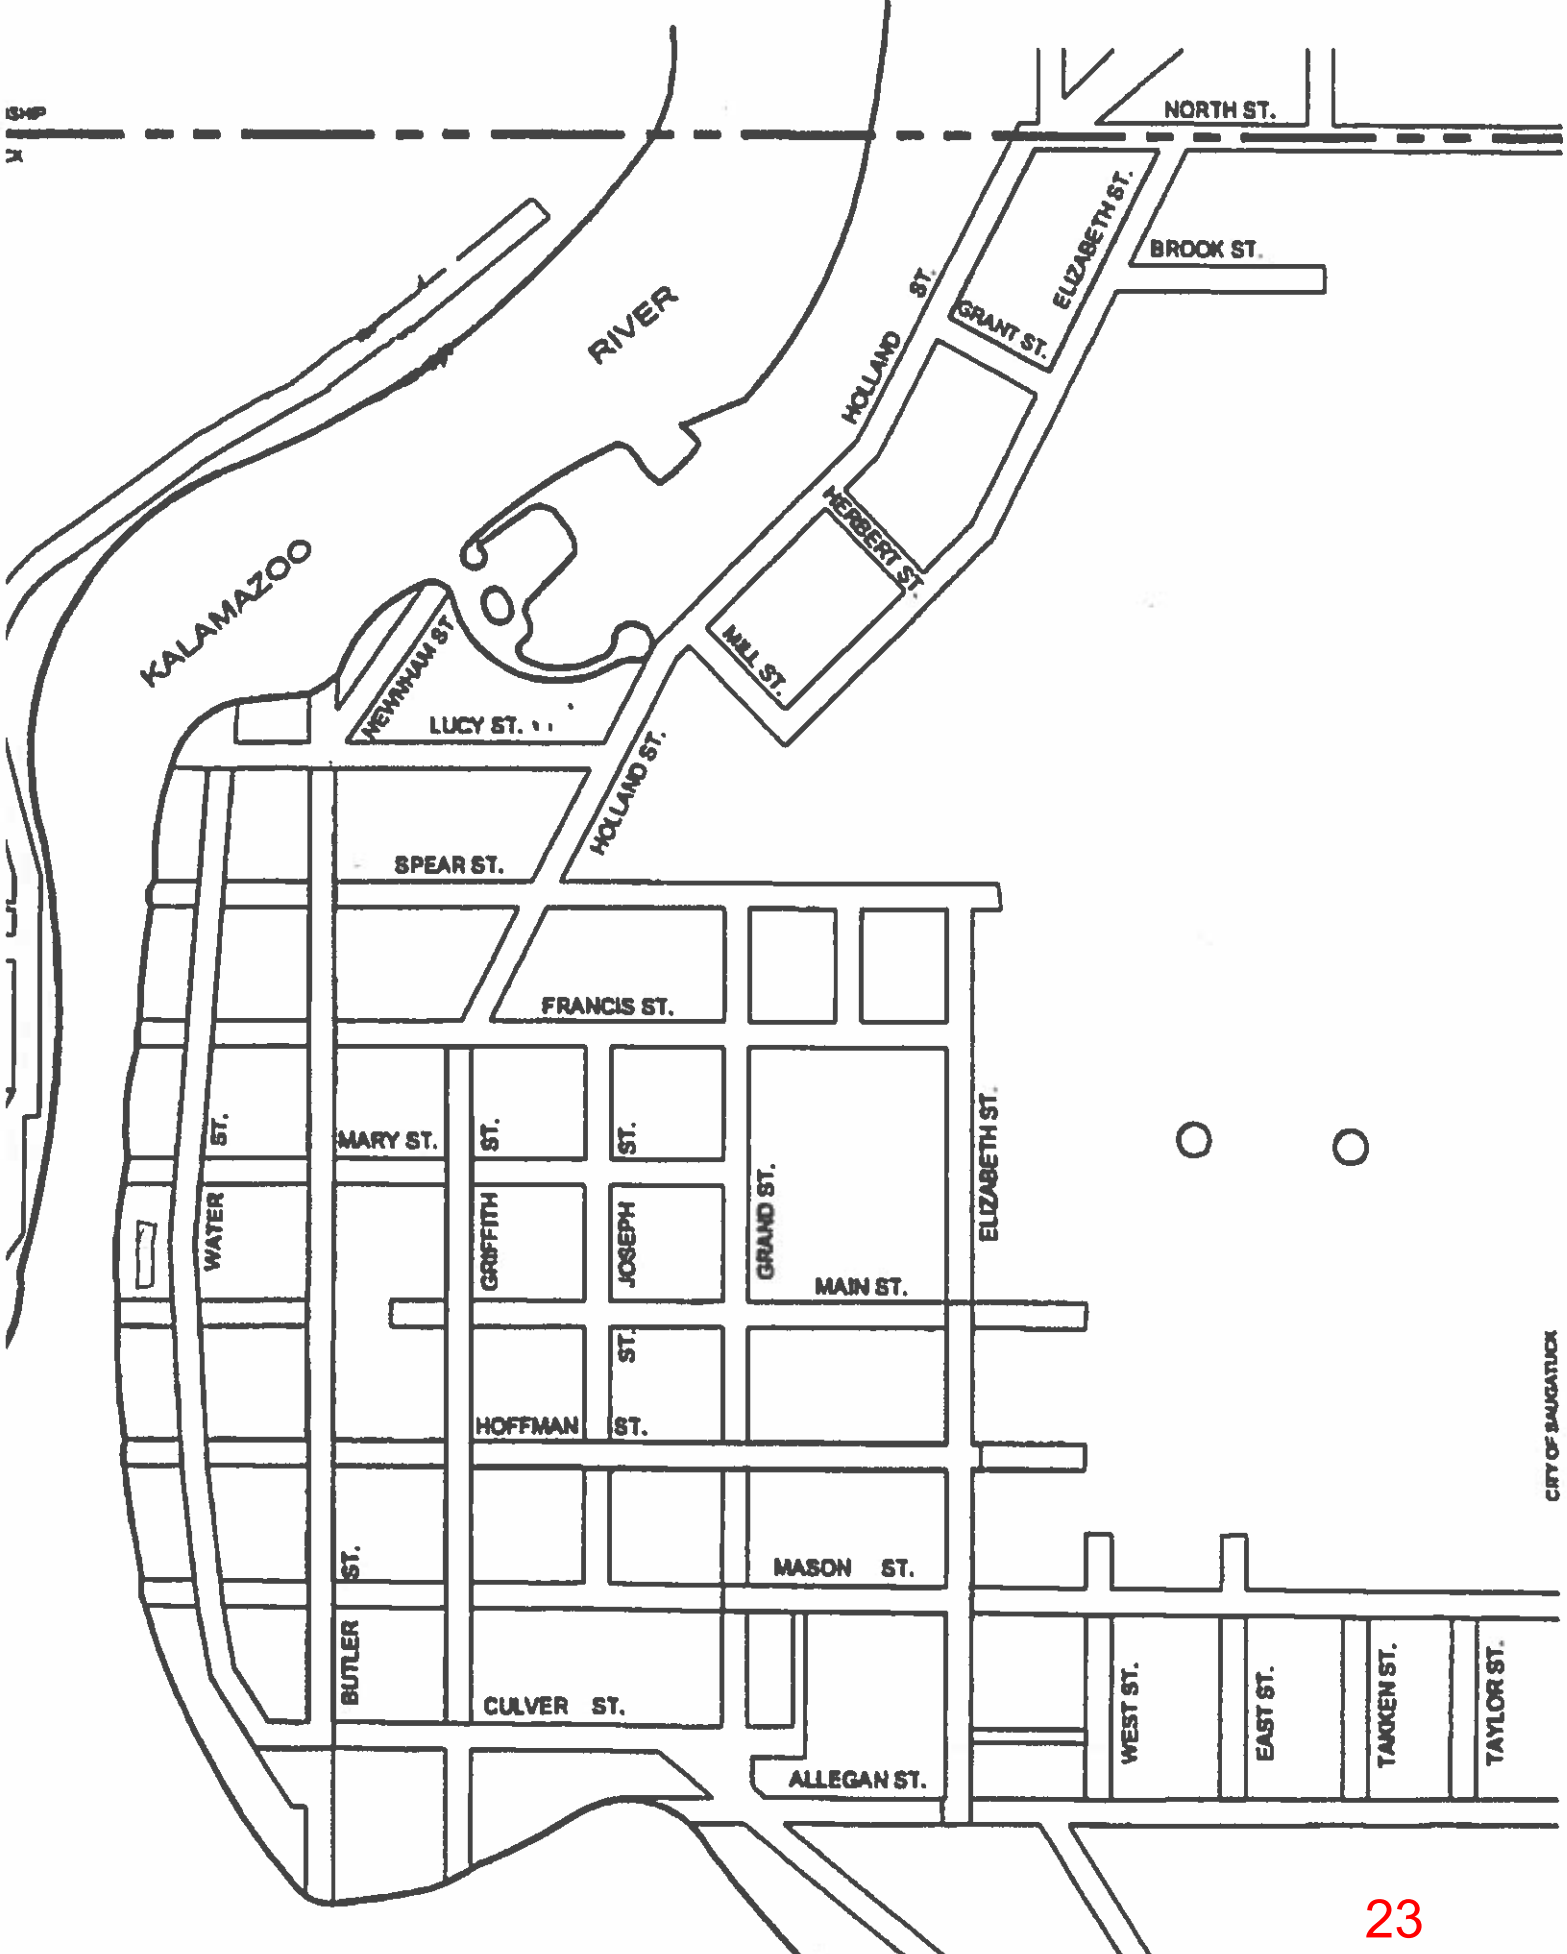 NORTH ST.
ELIZABETH ST.
BROOK ST.
GRANT ST.
HOLLAND ST.
RIVER
HERBERT ST.
KALAMAZOO
MILL ST.
NEWNHAM ST.
LUCY ST.
HOLLAND ST.
SPEAR ST.
FRANCIS ST.
MARY ST.
WATER ST.
GRIFFITH ST.
JOSEPH ST.
GRAND ST.
ELIZABETH ST.
MAIN ST.
ST.
HOFFMAN ST.
CITY OF SAUGATUCK
MASON ST.
BUTLER ST.
CULVER ST.
WEST ST.
EAST ST.
TAKKEN ST.
TAYLOR ST.
ALLEGAN ST.
23